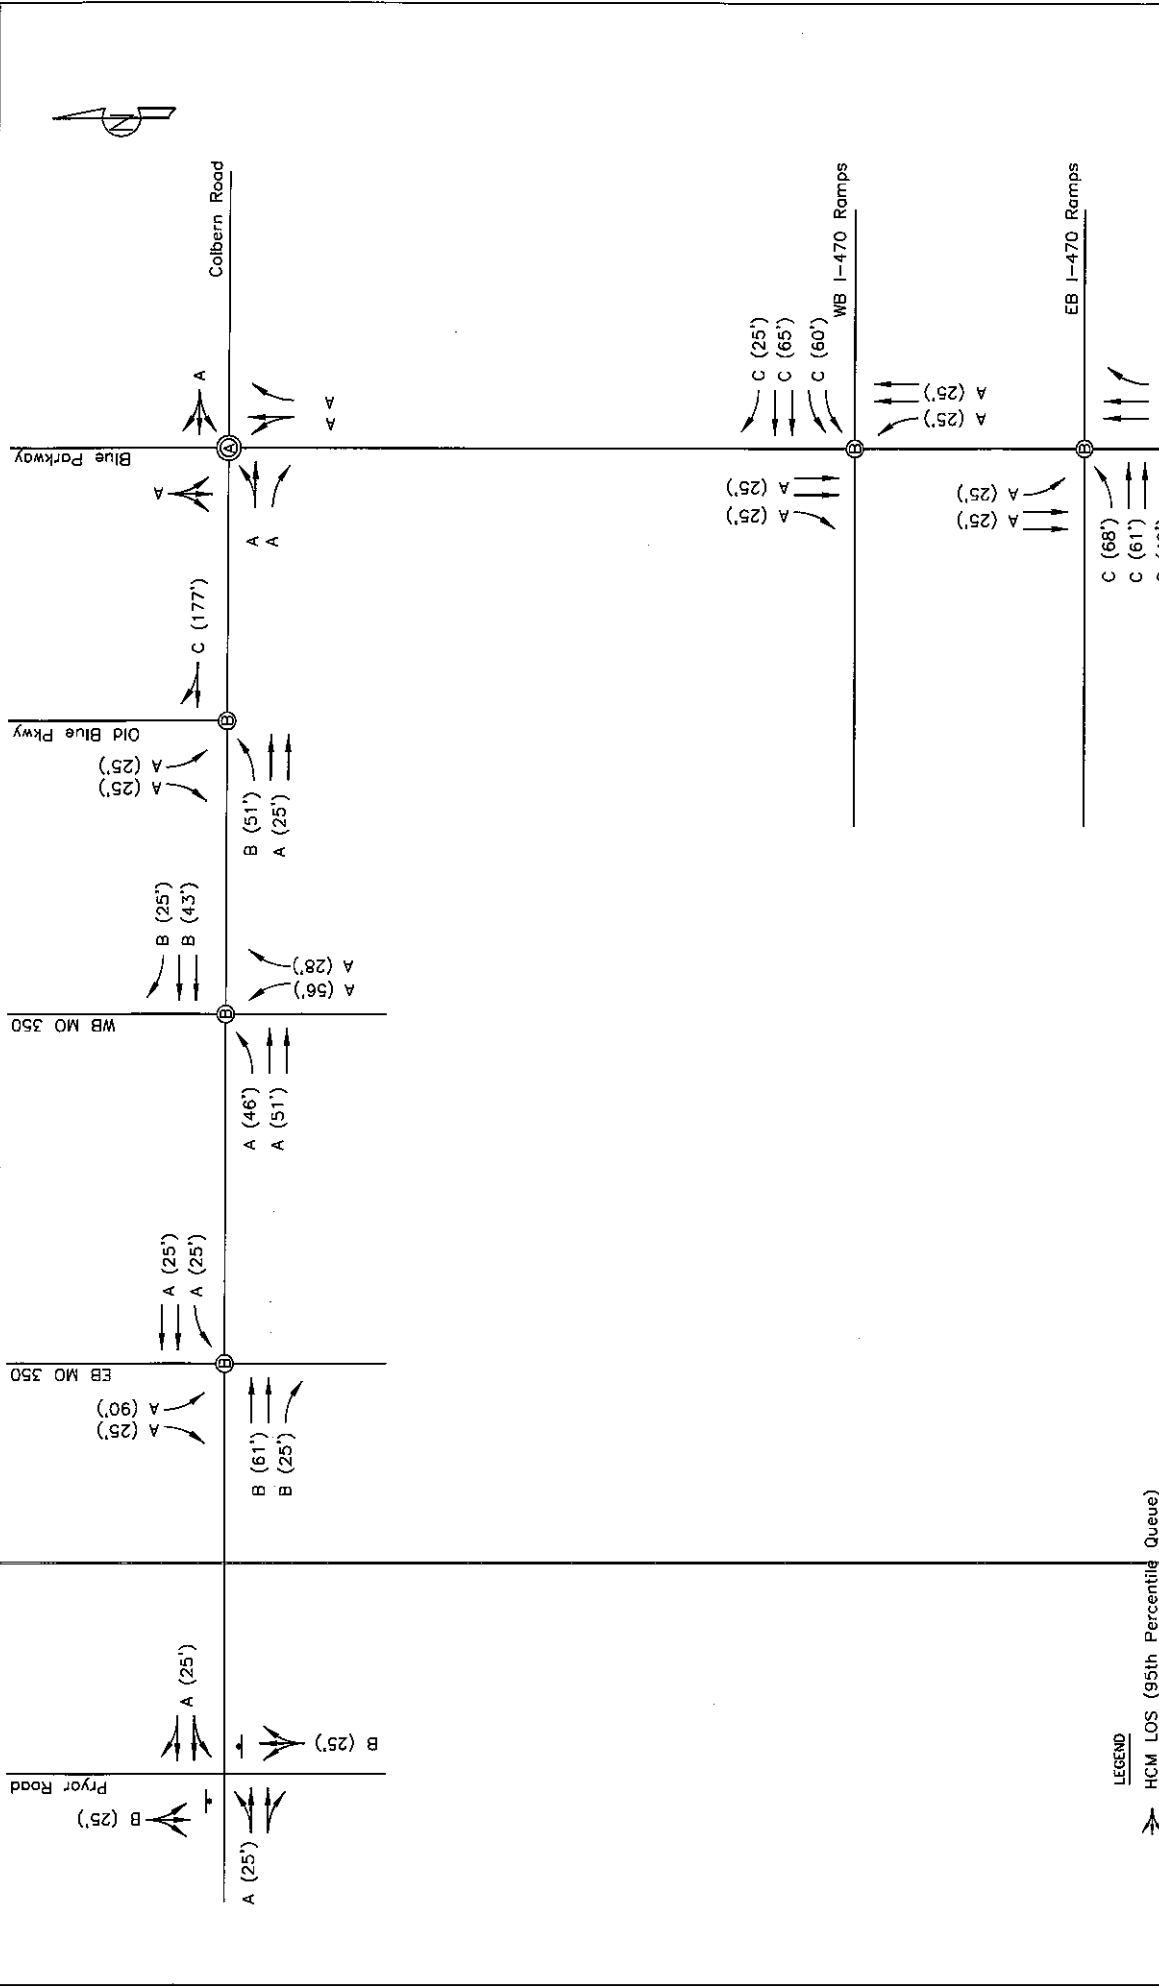 N
Colbern Road
Blue Parkway
A
A
A
A
A
A
A
C (177')
Old Blue Pkwy
A (25')
A (25')
B
B (51')
A (25')
B (25')
B (43')
WB MO 350
B
A (28')
A (56')
A (46')
A (51')
A (25')
A (25')
EB MO 350
B
A (90')
A (25')
B (61')
B (25')
A (25')
Pryor Road
B (25')
B (25')
A (25')
C (25')
C (65')
C (60')
WB I-470 Ramps
B
A (25')
A (25')
A (25')
A (25')
EB I-470 Ramps
B
A (25')
A (25')
C (68')
C (61')
LEGEND
HCM LOS (95th Percentile Queue)